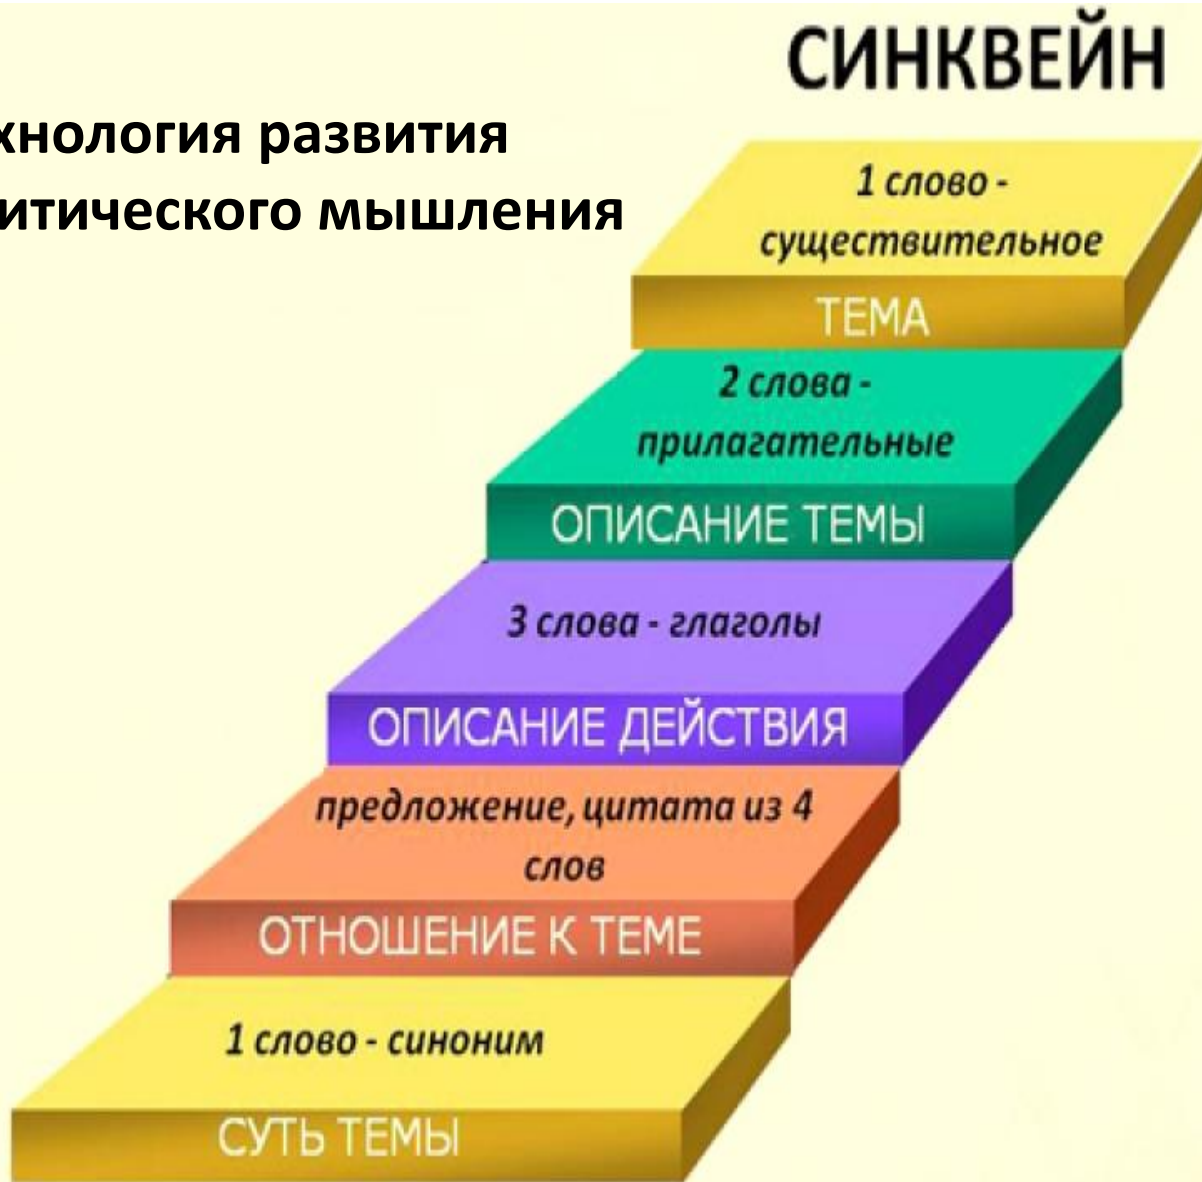 СИНКВЕЙН
хнология развития
итического мышления
1 слово -
существительное
ТЕМА
2 слова -
прилагательные
ОПИСАНИЕ ТЕМЫ
3 слова - глаголы
ОПИСАНИЕ ДЕЙСТВИЯ
предложение, цитата из 4
слов
ОТНОШЕНИЕ К ТЕМЕ
1 слово - синоним
СУТЬ ТЕМЫ